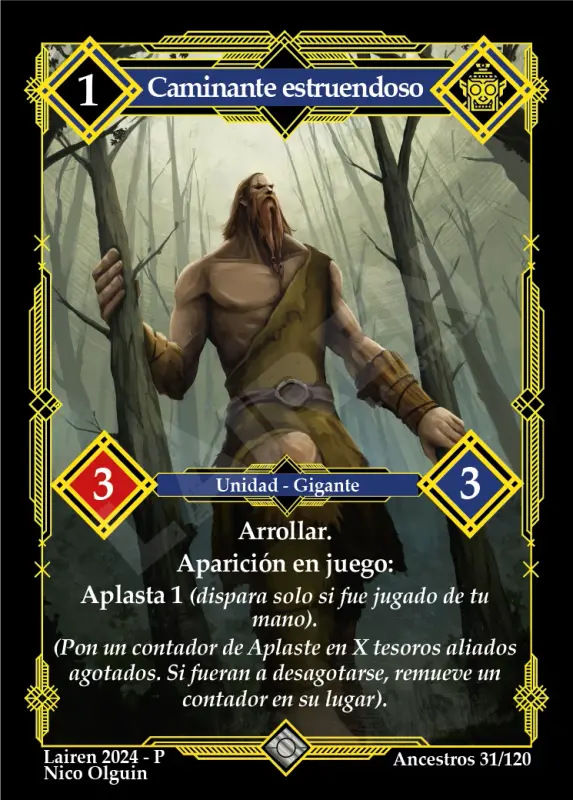 1
Caminante estruendoso
3
Unidad - Gigante
3
Arrollar.
Aparición en juego:
Aplasta 1 (dispara solo si fue jugado de tu
mano).
(Pon un contador de Aplaste en X tesoros aliados
agotados. Si fueran a desagotarse, remueve un
contador en su lugar).
Lairen 2024 - P
Nico Olguin
Ancestros 31/120